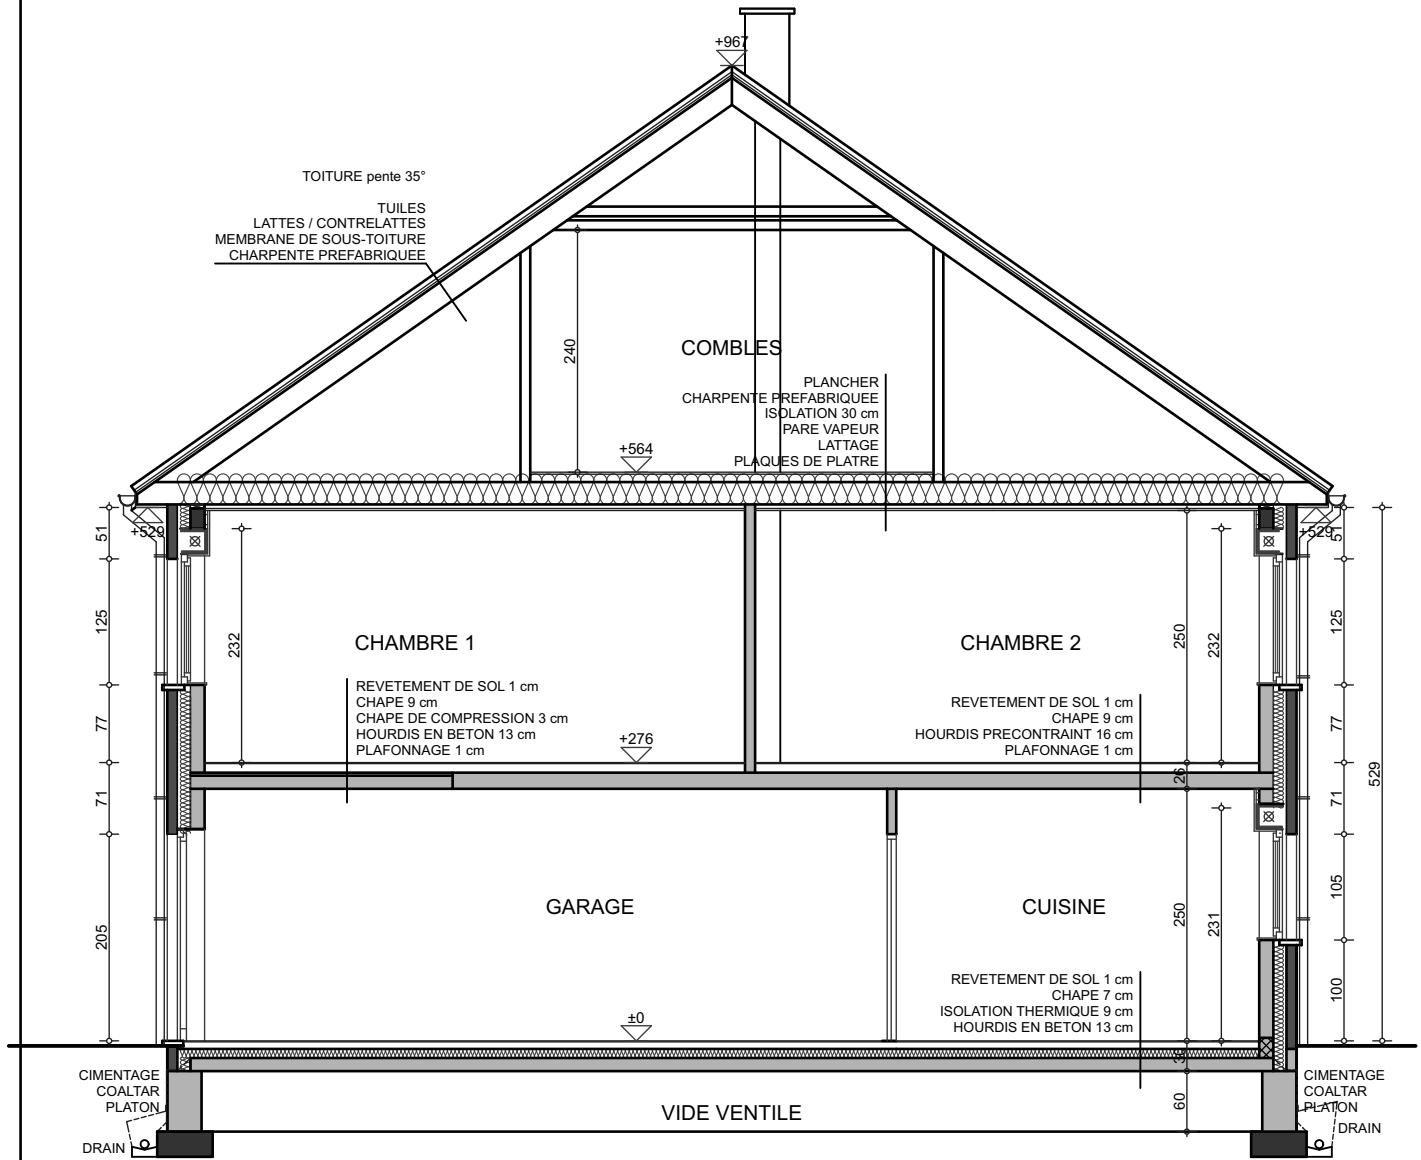 +967
TOITURE pente 35°
TUILES
LATTES / CONTRELATTES
MEMBRANE DE SOUS-TOITURE
CHARPENTE PREFABRIQUEE
240
COMBLES
PLANCHER
CHARPENTE PREFABRIQUEE
ISOLATION 30 cm
PARE VAPEUR
LATTAGE
PLAQUES DE PLATRE
+564
51
+529
+529
51
125
232
CHAMBRE 1
CHAMBRE 2
250
232
125
REVETEMENT DE SOL 1 cm
CHAPE 9 cm
CHAPE DE COMPRESSION 3 cm
HOURDIS EN BETON 13 cm
PLAFONNAGE 1 cm
REVETEMENT DE SOL 1 cm
CHAPE 9 cm
HOURDIS PRECONTRAINT 16 cm
PLAFONNAGE 1 cm
77
+276
77
71
26
71
529
205
GARAGE
CUISINE
250
231
105
REVETEMENT DE SOL 1 cm
CHAPE 7 cm
ISOLATION THERMIQUE 9 cm
HOURDIS EN BETON 13 cm
100
±0
30
CIMENTAGE
COALTAR
PLATON
DRAIN
VIDE VENTILE
60
CIMENTAGE
COALTAR
PLATON
DRAIN